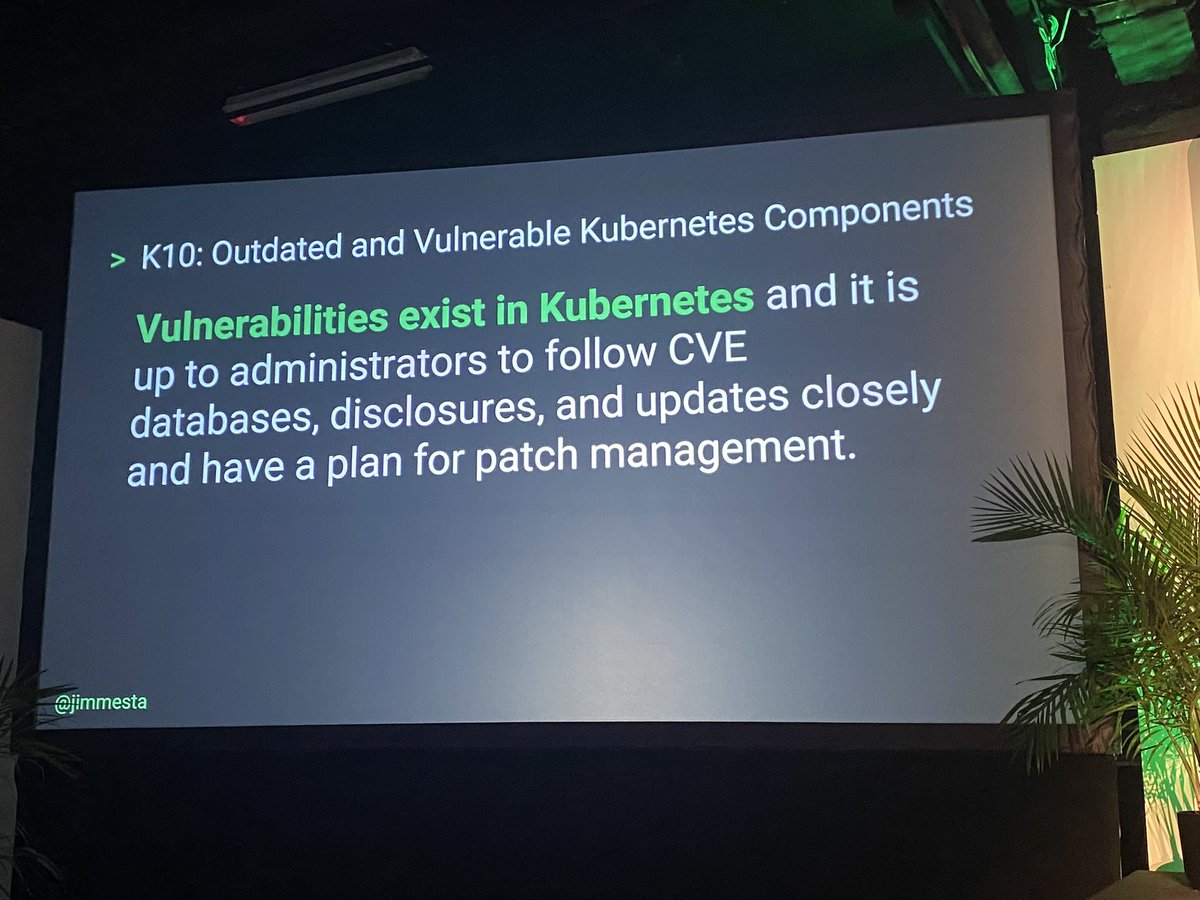 > K10: Outdated and Vulnerable Kubernetes Components
Vulnerabilities exist in Kubernetes and it is
up to administrators to follow CVE
databases, disclosures, and updates closely
and have a plan for patch management.
@jimmesta